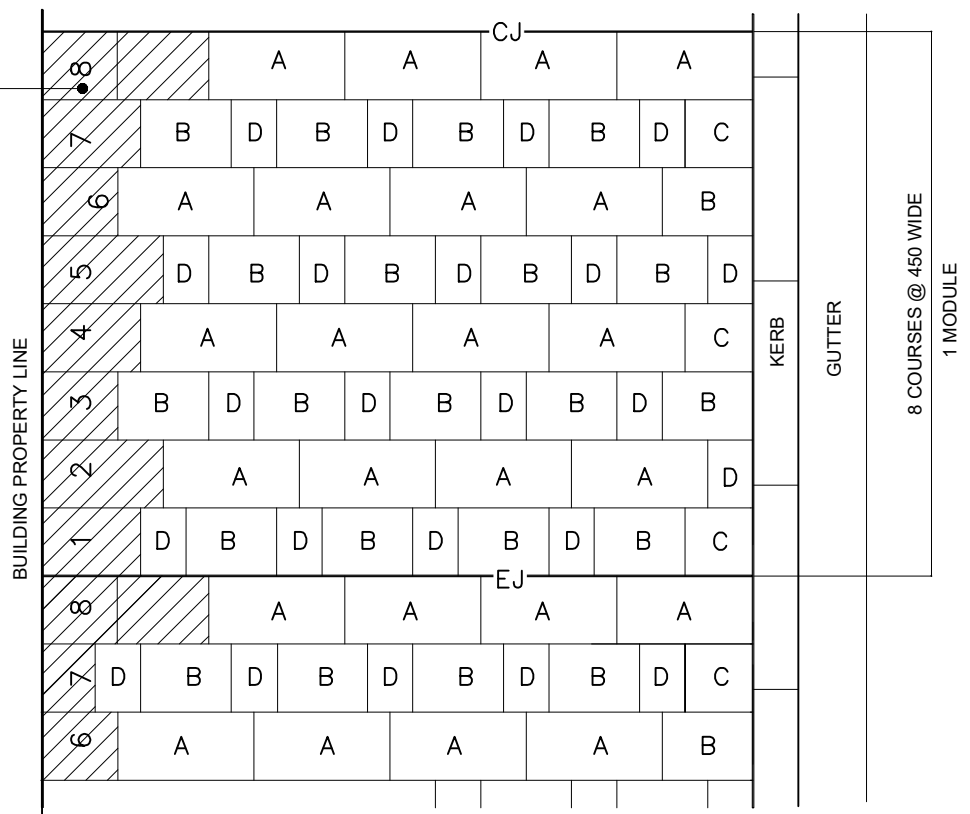 CJ
8 A A A A
7 B D B D B D B D C
6 A A A A B
5 D B D B D B D B D
4 A A A A C
3 B D B D B D B D B
2 A A A A D
1 D B D B D B D B C
EJ
8 A A A A
7 D B D B D B D B D C
6 A A A A B
BUILDING PROPERTY LINE
KERB
GUTTER
8 COURSES @ 450 WIDE
1 MODULE